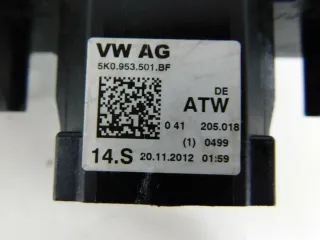 VW AG
5K0.953.501.BF
DE
ATW
0 41 205.018
(1) 0499
14.S 20.11.2012 01:59